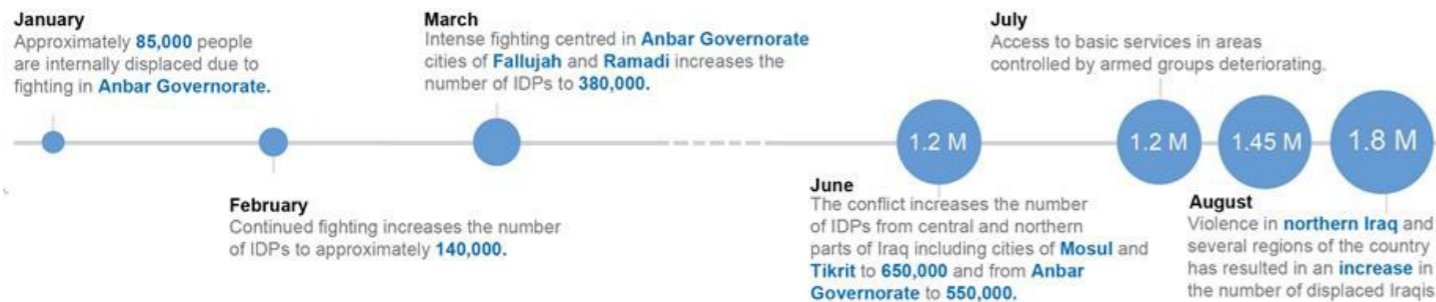 January
Approximately 85,000 people
are internally displaced due to
fighting in Anbar Governorate.
February
Continued fighting increases the number
of IDPs to approximately 140,000.
March
Intense fighting centred in Anbar Governorate
cities of Fallujah and Ramadi increases the
number of IDPs to 380,000.
1.2 M
June
The conflict increases the number
of IDPs from central and northern
parts of Iraq including cities of Mosul and
Tikrit to 650,000 and from Anbar
Governorate to 550,000.
July
Access to basic services in areas
controlled by armed groups deteriorating.
1.2 M
1.45 M
1.8 M
August
Violence in northern Iraq and
several regions of the country
has resulted in an increase in
the number of displaced Iraqis